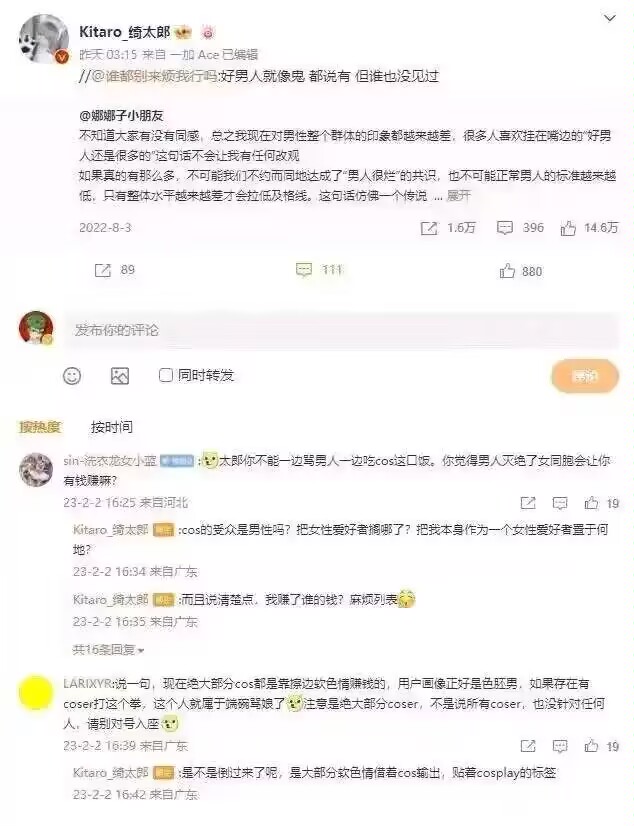 Kitaro_绮太郎
昨天 03:15 来自 一加 Ace 已编辑
//@谁都别来烦我行吗:好男人就像鬼 都说有 但谁也没见过
@娜娜子小朋友
不知道大家有没有同感，总之我现在对男性整个群体的印象都越来越差，很多人喜欢挂在嘴边的“好男
人还是很多的”这句话不会让我有任何改观
如果真的有那么多，不可能我们不约而同地达成了“男人很烂”的共识，也不可能正常男人的标准越来越
低，只有整体水平越来越差才会拉低及格线。这句话仿佛一个传说 ... 展开
2022-8-3 1.6万 396 14.6万
89 111 880
发布你的评论
同时转发
评论
按热度 按时间
sin-洗衣龙女小蓝 :太郎你不能一边骂男人一边吃cos这口饭。你觉得男人灭绝了女同胞会让你
有钱赚嘛?
23-2-2 16:25 来自河北 19
Kitaro_绮太郎 :cos的受众是男性吗？把女性爱好者搁哪了？把我本身作为一个女性爱好者置于何
地?
23-2-2 16:34 来自广东
Kitaro_绮太郎 :而且说清楚点，我赚了谁的钱？麻烦列表
23-2-2 16:35 来自广东
共16条回复
LARIXYR:说一句，现在绝大部分cos都是靠擦边软色情赚钱的，用户画像正好是色胚男，如果存在有
coser打这个拳，这个人就属于端碗骂娘了 注意是绝大部分coser，不是说所有coser，也没针对任何
人，请别对号入座
23-2-2 16:39 来自广东 19
Kitaro_绮太郎 :是不是倒过来了呢，是大部分软色情借着cos输出，贴着cosplay的标签
23-2-2 16:42 来自广东